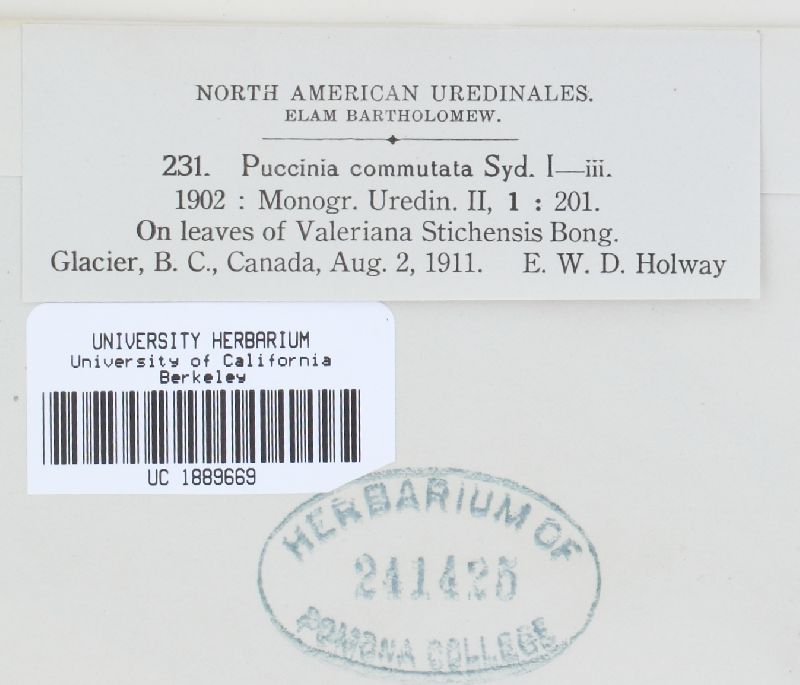 NORTH AMERICAN UREDINALES.
ELAM BARTHOLOMEW.
231. Puccinia commutata Syd. I—iii.
1902 : Monogr. Uredin. II, 1 : 201.
On leaves of Valeriana Stichensis Bong.
Glacier, B. C., Canada, Aug. 2, 1911. E. W. D. Holway
UNIVERSITY HERBARIUM
University of California
Berkeley
UC 1889669
HERBARIUM OF
241425
POMONA COLLEGE